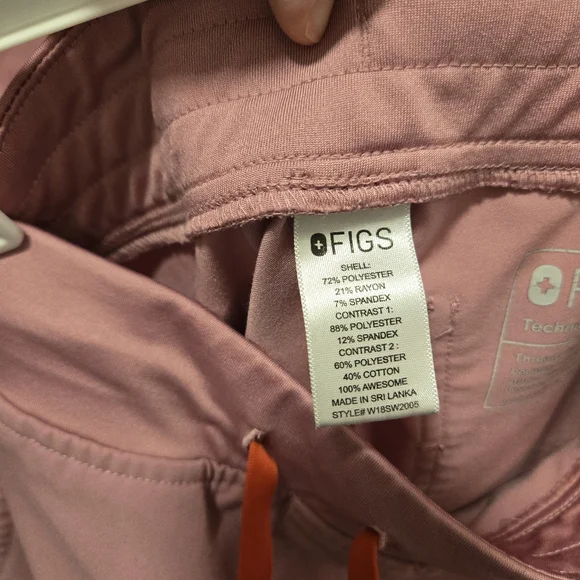 FIGS
SHELL:
72% POLYESTER
21% RAYON
7% SPANDEX
CONTRAST 1:
88% POLYESTER
12% SPANDEX
CONTRAST 2 :
60% POLYESTER
40% COTTON
100% AWESOME
MADE IN SRI LANKA
STYLE# W18SW2005
Techni